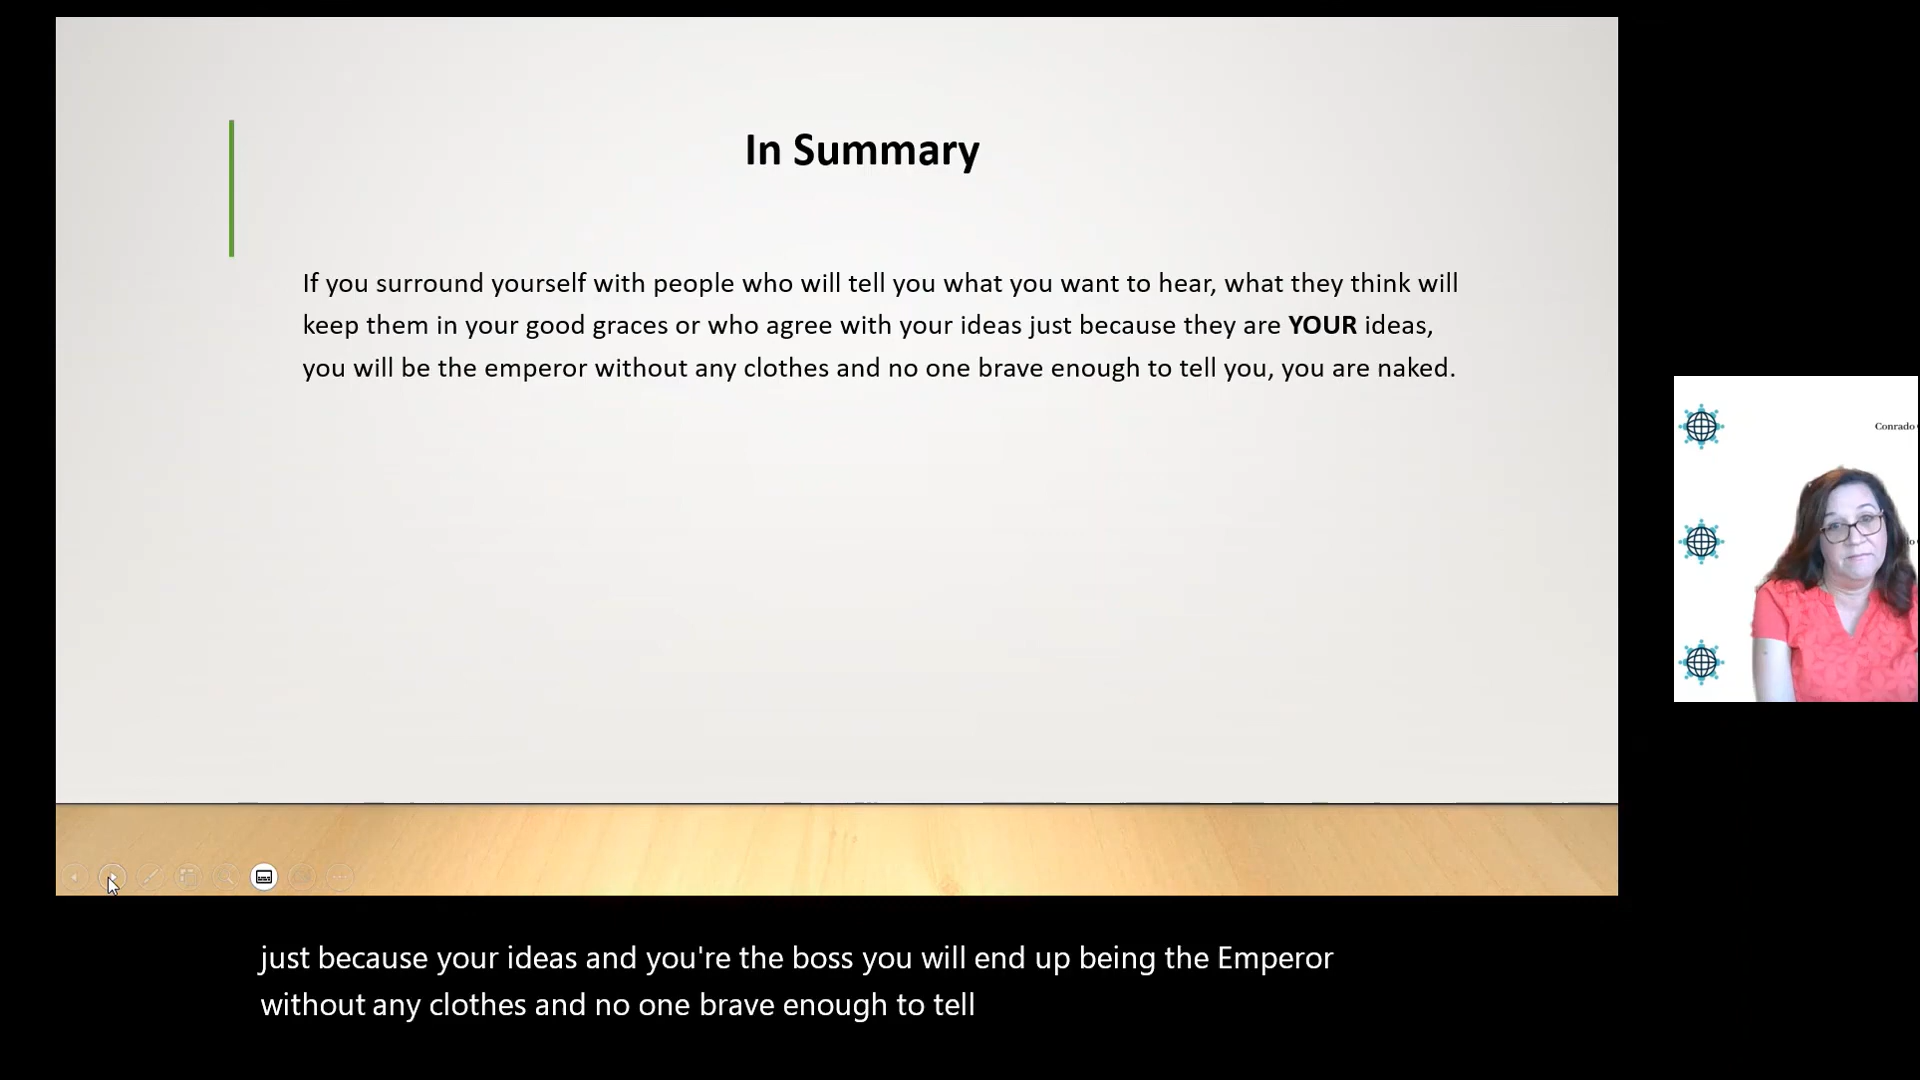 In Summary
If you surround yourself with people who will tell you what you want to hear, what they think will
keep them in your good graces or who agree with your ideas just because they are YOUR ideas,
you will be the emperor without any clothes and no one brave enough to tell you, you are naked.
Conrado
just because your ideas and you're the boss you will end up being the Emperor
without any clothes and no one brave enough to tell